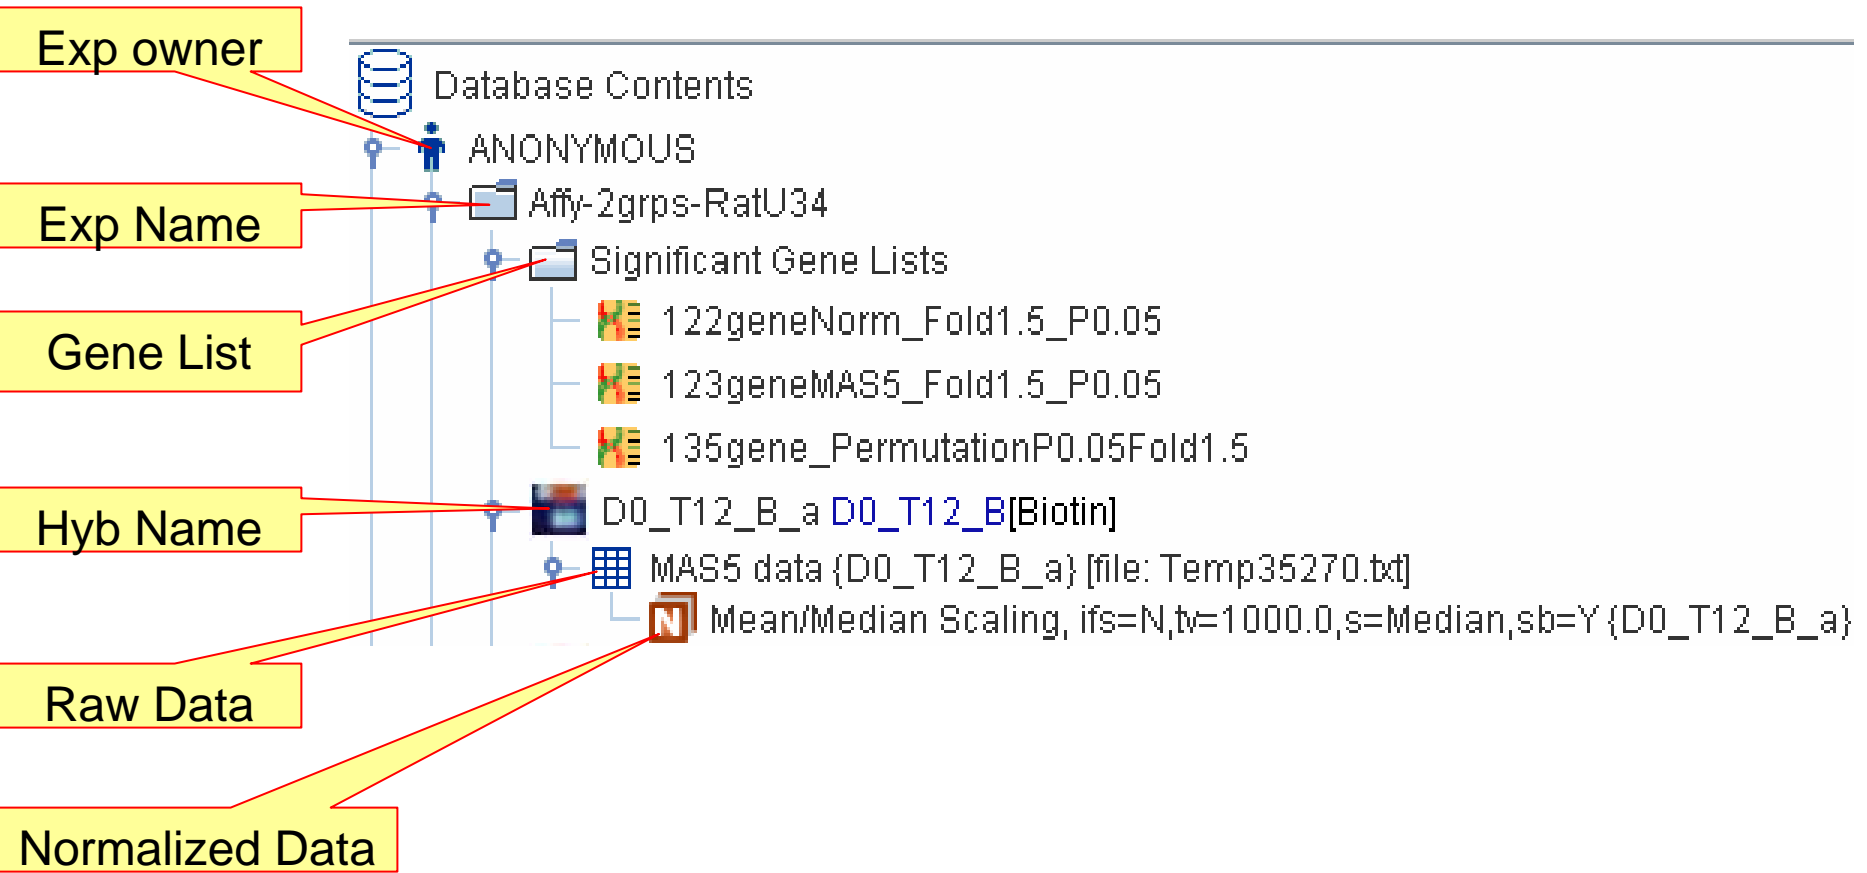 Exp owner
Database Contents
ANONYMOUS
Exp Name
Affy-2grps-RatU34
Significant Gene Lists
Gene List
122geneNorm_Fold1.5_P0.05
123geneMAS5_Fold1.5_P0.05
135gene_PermutationP0.05Fold1.5
Hyb Name
D0_T12_B_a D0_T12_B[Biotin]
MAS5 data {D0_T12_B_a} [file: Temp35270.txt]
N Mean/Median Scaling, ifs=N,tv=1000.0,s=Median,sb=Y {D0_T12_B_a}
Raw Data
Normalized Data